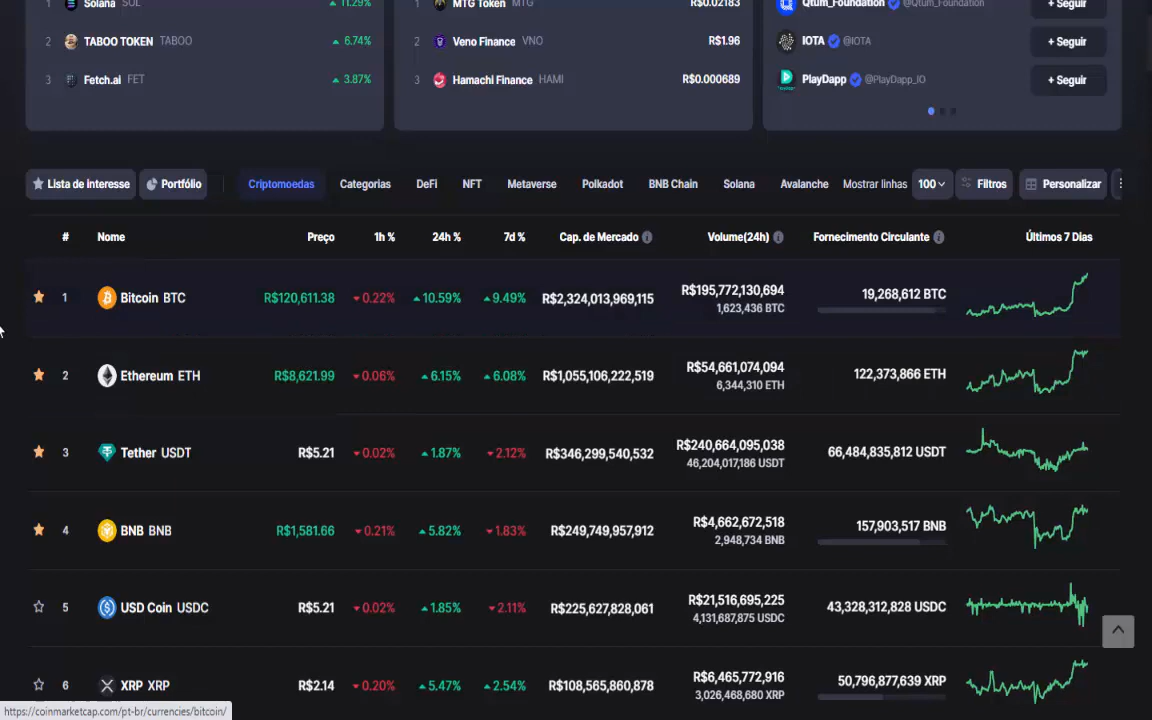 1 Solana SOL 11.29%
2 TABOO TOKEN TABOO 6.74%
3 Fetch.ai FET 3.87%
1 MTG Token MTG R$0.02183
2 Veno Finance VNO R$1.96
3 Hamachi Finance HAMI R$0.000689
Qtum_Foundation @Qtum_Foundation + Seguir
IOTA @IOTA + Seguir
PlayDapp @PlayDapp_IO + Seguir
Lista de Interesse Portfólio Criptomoedas Categorias DeFi NFT Metaverse Polkadot BNB Chain Solana Avalanche Mostrar linhas 100 Filtros Personalizar
# Nome Preço 1h % 24h % 7d % Cap. de Mercado Volume(24h) Fornecimento Circulante Últimos 7 Dias
1 Bitcoin BTC R$120,611.38 0.22% 10.59% 9.49% R$2,324,013,969,115 R$195,772,130,694 19,268,612 BTC
1,623,436 BTC
2 Ethereum ETH R$8,621.99 0.06% 6.15% 6.08% R$1,055,106,222,519 R$54,661,074,094 122,373,866 ETH
6,344,310 ETH
3 Tether USDT R$5.21 0.02% 1.87% 2.12% R$346,299,540,532 R$240,664,095,038 66,484,835,812 USDT
46,204,017,186 USDT
4 BNB BNB R$1,581.66 0.21% 5.82% 1.83% R$249,749,957,912 R$4,662,672,518 157,903,517 BNB
2,948,734 BNB
5 USD Coin USDC R$5.21 0.02% 1.85% 2.11% R$225,627,828,061 R$21,516,695,225 43,328,312,828 USDC
4,131,687,875 USDC
6 XRP XRP R$2.14 0.20% 5.47% 2.54% R$108,565,860,878 R$6,465,772,916 50,796,877,639 XRP
3,026,468,680 XRP
https://coinmarketcap.com/pt-br/currencies/bitcoin/